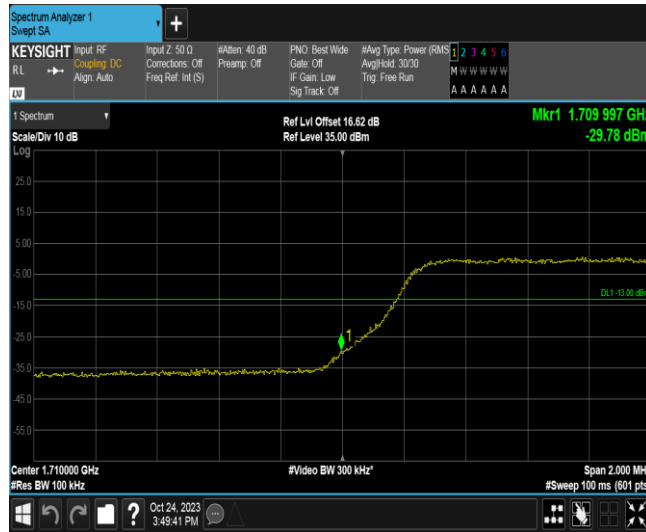 Spectrum Analyzer 1
Swept SA
KEYSIGHT
RL
LXI
Input: RF
Coupling: DC
Align: Auto
Input Z: 50 Ω
Corrections: Off
Freq Ref: Int (S)
#Atten: 40 dB
Preamp: Off
PNO: Best Wide
Gate: Off
IF Gain: Low
Sig Track: Off
#Avg Type: Power (RMS
Avg|Hold: 30/30
Trig: Free Run
1 2 3 4 5 6
M W W W W W
A A A A A A
1 Spectrum
Scale/Div 10 dB
Ref Lvl Offset 16.62 dB
Ref Level 35.00 dBm
Mkr1 1.709 997 GHz
-29.78 dBm
Log
25.0
15.0
5.00
-5.00
-15.0
-25.0
-35.0
-45.0
-55.0
DL1 -13.00 dBm
1
Center 1.710000 GHz
#Res BW 100 kHz
#Video BW 300 kHz*
Span 2.000 MH
#Sweep 100 ms (601 pts
?
Oct 24, 2023
3:49:41 PM